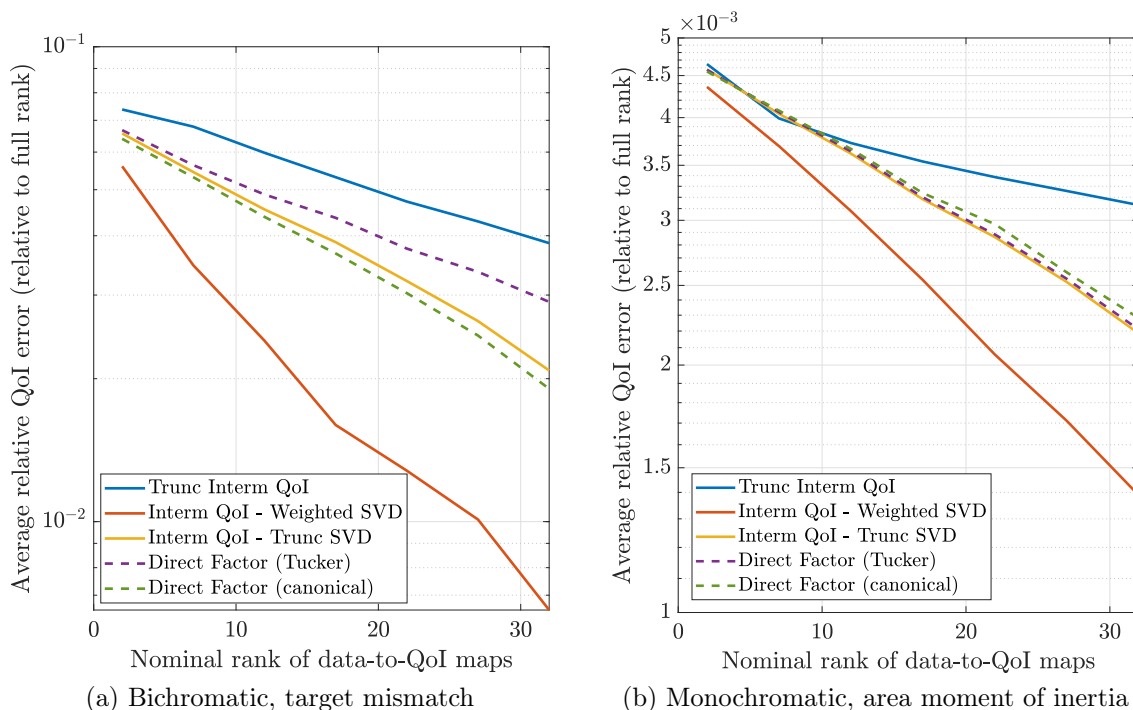 Average relative QoI error (relative to full rank)
10^{-1}
10^{-2}
Trunc Interm QoI
Interm QoI - Weighted SVD
Interm QoI - Trunc SVD
Direct Factor (Tucker)
Direct Factor (canonical)
0 10 20 30
Nominal rank of data-to-QoI maps
(a) Bichromatic, target mismatch
Average relative QoI error (relative to full rank)
×10^{-3}
5
4.5
4
3.5
3
2.5
2
1.5
1
Trunc Interm QoI
Interm QoI - Weighted SVD
Interm QoI - Trunc SVD
Direct Factor (Tucker)
Direct Factor (canonical)
0 10 20 30
Nominal rank of data-to-QoI maps
(b) Monochromatic, area moment of inertia